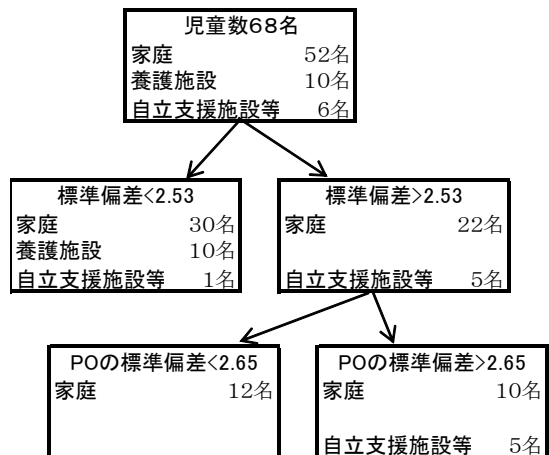 児童数68名
家庭 52名
養護施設 10名
自立支援施設等 6名
標準偏差<2.53
家庭 30名
養護施設 10名
自立支援施設等 1名
標準偏差>2.53
家庭 22名
自立支援施設等 5名
POの標準偏差<2.65
家庭 12名
POの標準偏差>2.65
家庭 10名
自立支援施設等 5名